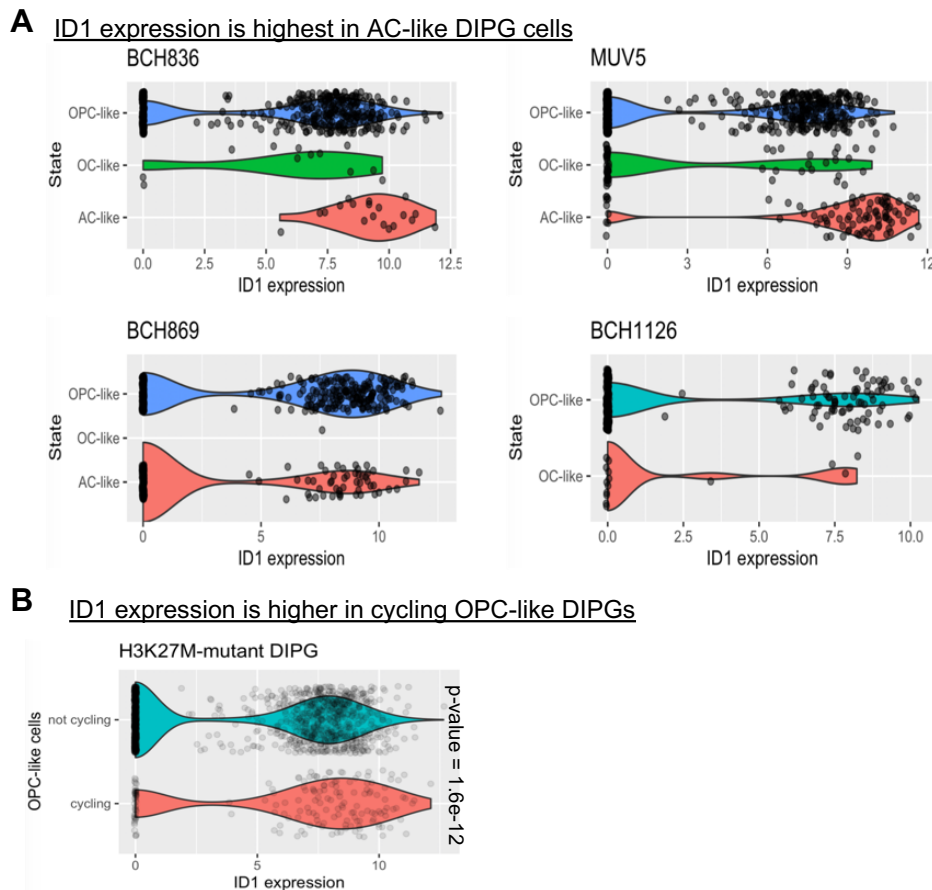 A ID1 expression is highest in AC-like DIPG cells
BCH836
State
OPC-like
OC-like
AC-like
0.0 2.5 5.0 7.5 10.0 12.5
ID1 expression
MUV5
State
OPC-like
OC-like
AC-like
0 3 6 9 12
ID1 expression
BCH869
State
OPC-like
OC-like
AC-like
0 5 10
ID1 expression
BCH1126
State
OPC-like
OC-like
0.0 2.5 5.0 7.5 10.0
ID1 expression
B ID1 expression is higher in cycling OPC-like DIPGs
H3K27M-mutant DIPG
OPC-like cells
not cycling
cycling
0 5 10
ID1 expression
p-value = 1.6e-12